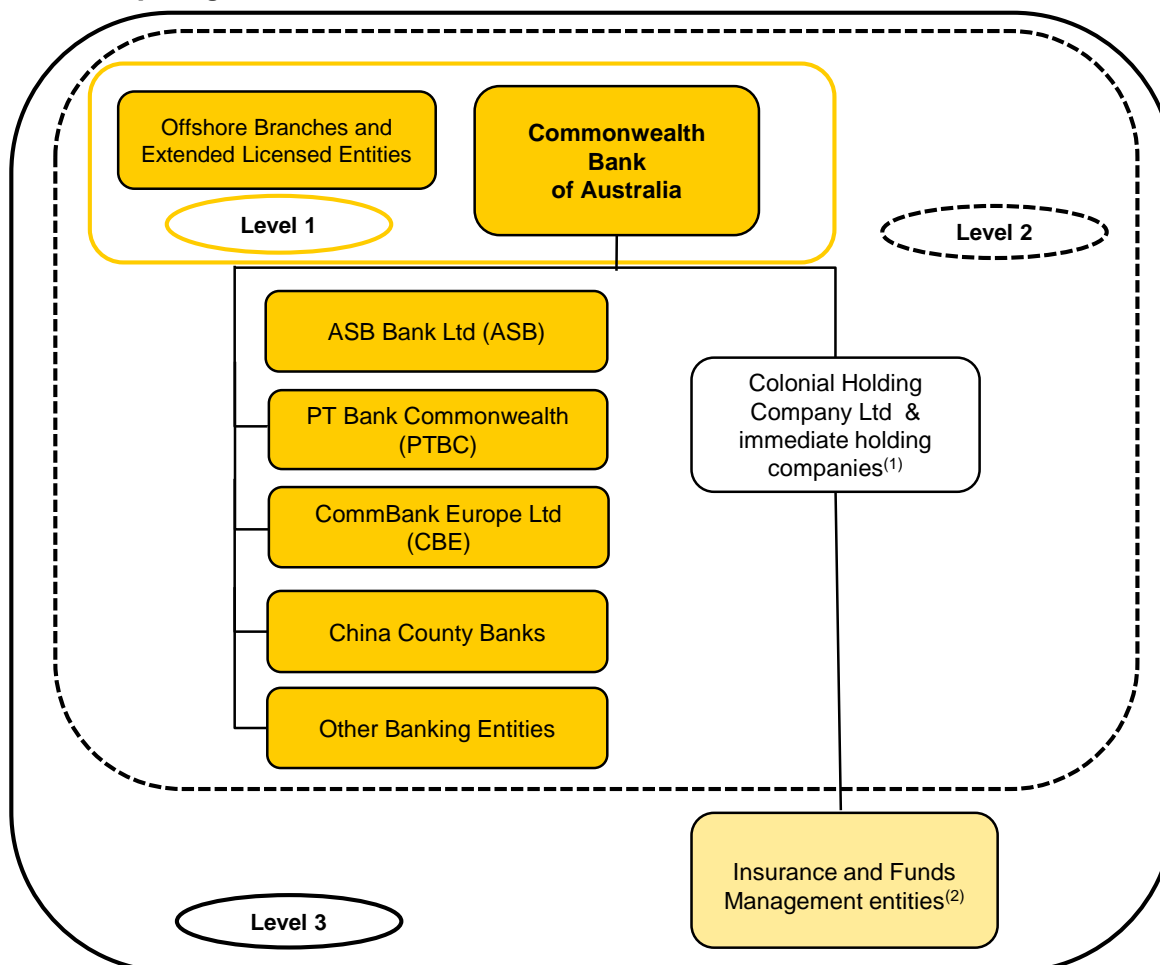 Offshore Branches and
Extended Licensed Entities
Commonwealth
Bank
of Australia
Level 1
Level 2
ASB Bank Ltd (ASB)
PT Bank Commonwealth
(PTBC)
Colonial Holding
Company Ltd &
immediate holding
companies(1)
CommBank Europe Ltd
(CBE)
China County Banks
Other Banking Entities
Insurance and Funds
Management entities(2)
Level 3